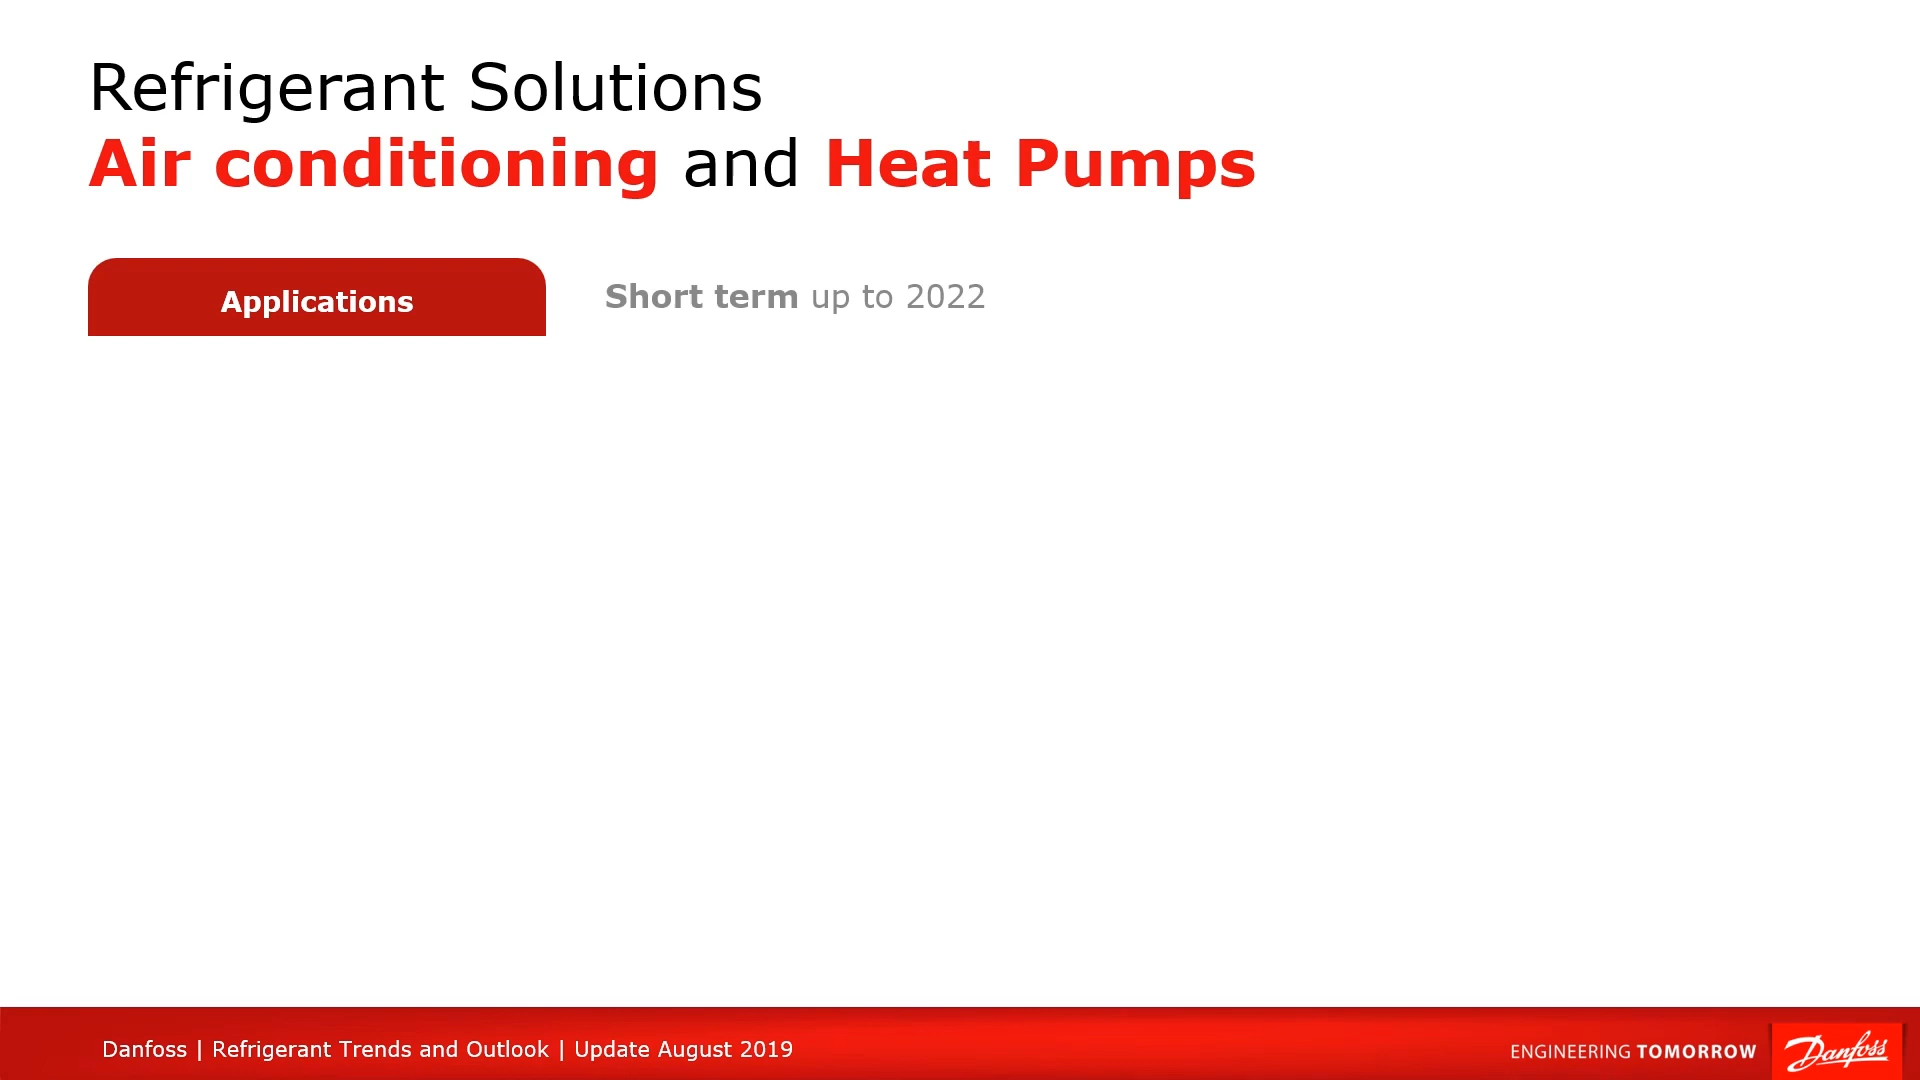 Refrigerant Solutions
Air conditioning and Heat Pumps
Applications
Short term up to 2022
Danfoss | Refrigerant Trends and Outlook | Update August 2019
ENGINEERING TOMORROW
Danfoss